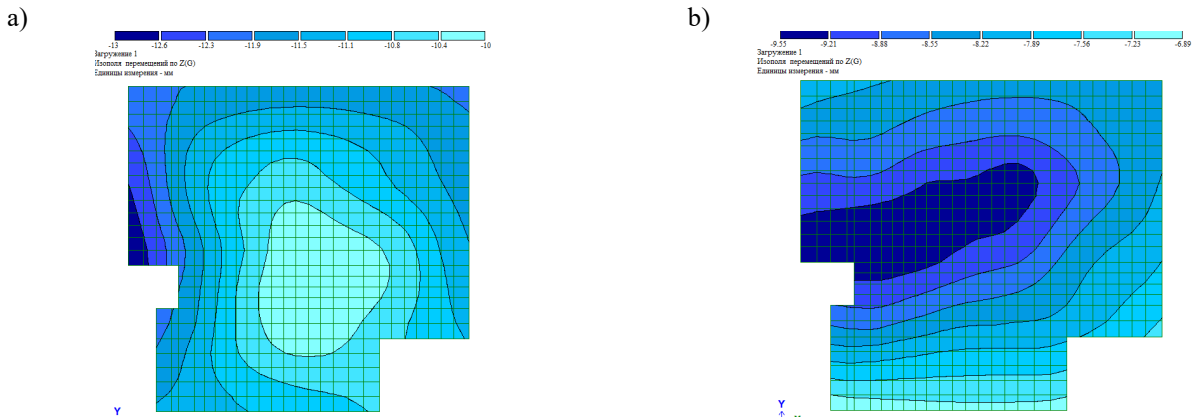 a)
-13 -12.6 -12.3 -11.9 -11.5 -11.1 -10.8 -10.4 -10
Загружение 1
Изополя перемещений по Z(G)
Единицы измерения - мм
Y
b)
-9.55 -9.21 -8.88 -8.55 -8.22 -7.89 -7.56 -7.23 -6.89
Загружение 1
Изополя перемещений по Z(G)
Единицы измерения - мм
Y